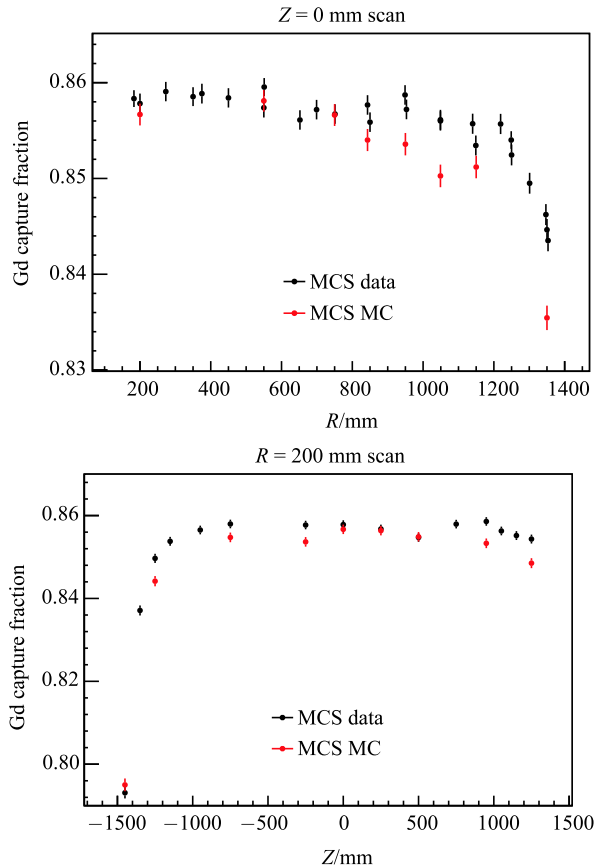 Z = 0 mm scan
0.86
0.85
0.84
0.83
Gd capture fraction
MCS data
MCS MC
200 400 600 800 1000 1200 1400
R/mm
R = 200 mm scan
0.86
0.84
0.82
0.80
Gd capture fraction
MCS data
MCS MC
−1500 −1000 −500 0 500 1000 1500
Z/mm